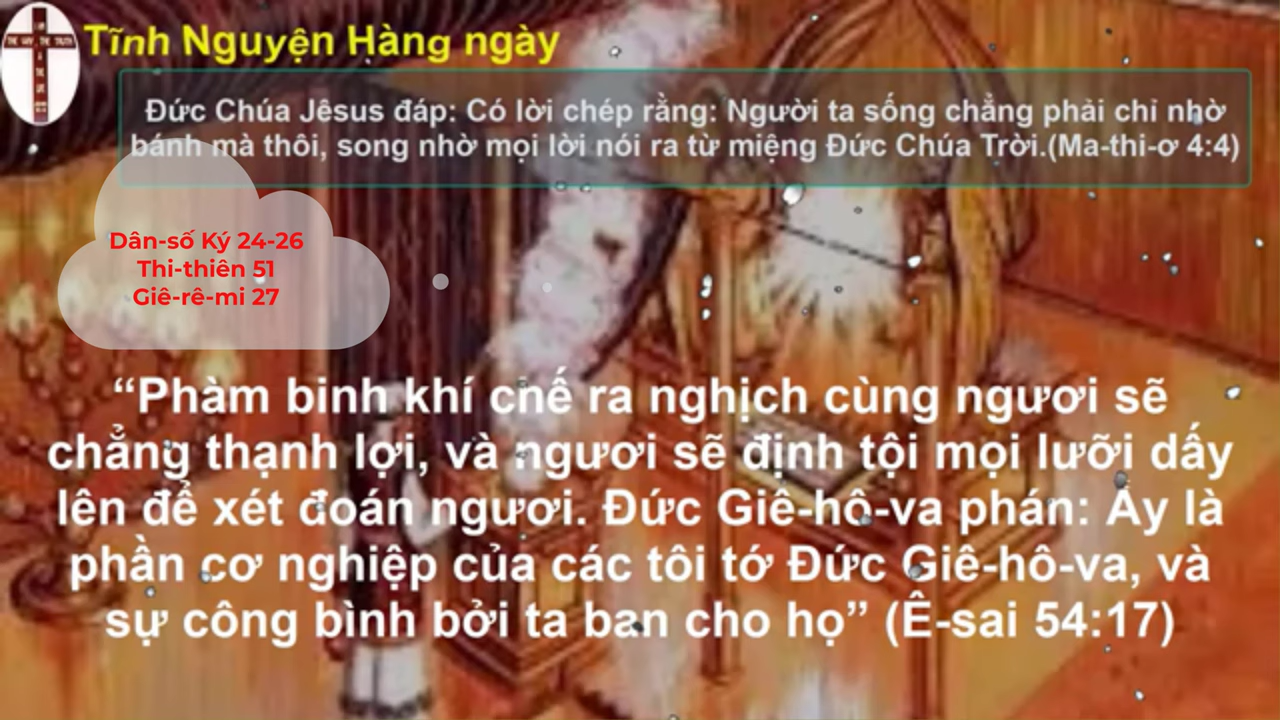 THE WAY THE TRUTH
Tĩnh Nguyện Hàng ngày
Đức Chúa Jêsus đáp: Có lời chép rằng: Người ta sống chẳng phải chỉ nhờ
bánh mà thôi, song nhờ mọi lời nói ra từ miệng Đức Chúa Trời.(Ma-thi-ơ 4:4)
Dân-số Ký 24-26
Thi-thiên 51
Giê-rê-mi 27
“Phàm binh khí chế ra nghịch cùng ngươi sẽ
chẳng thạnh lợi, và ngươi sẽ định tội mọi lưỡi dấy
lên để xét đoán ngươi. Đức Giê-hô-va phán: Ấy là
phần cơ nghiệp của các tôi tớ Đức Giê-hô-va, và
sự công bình bởi ta ban cho họ” (Ê-sai 54:17)